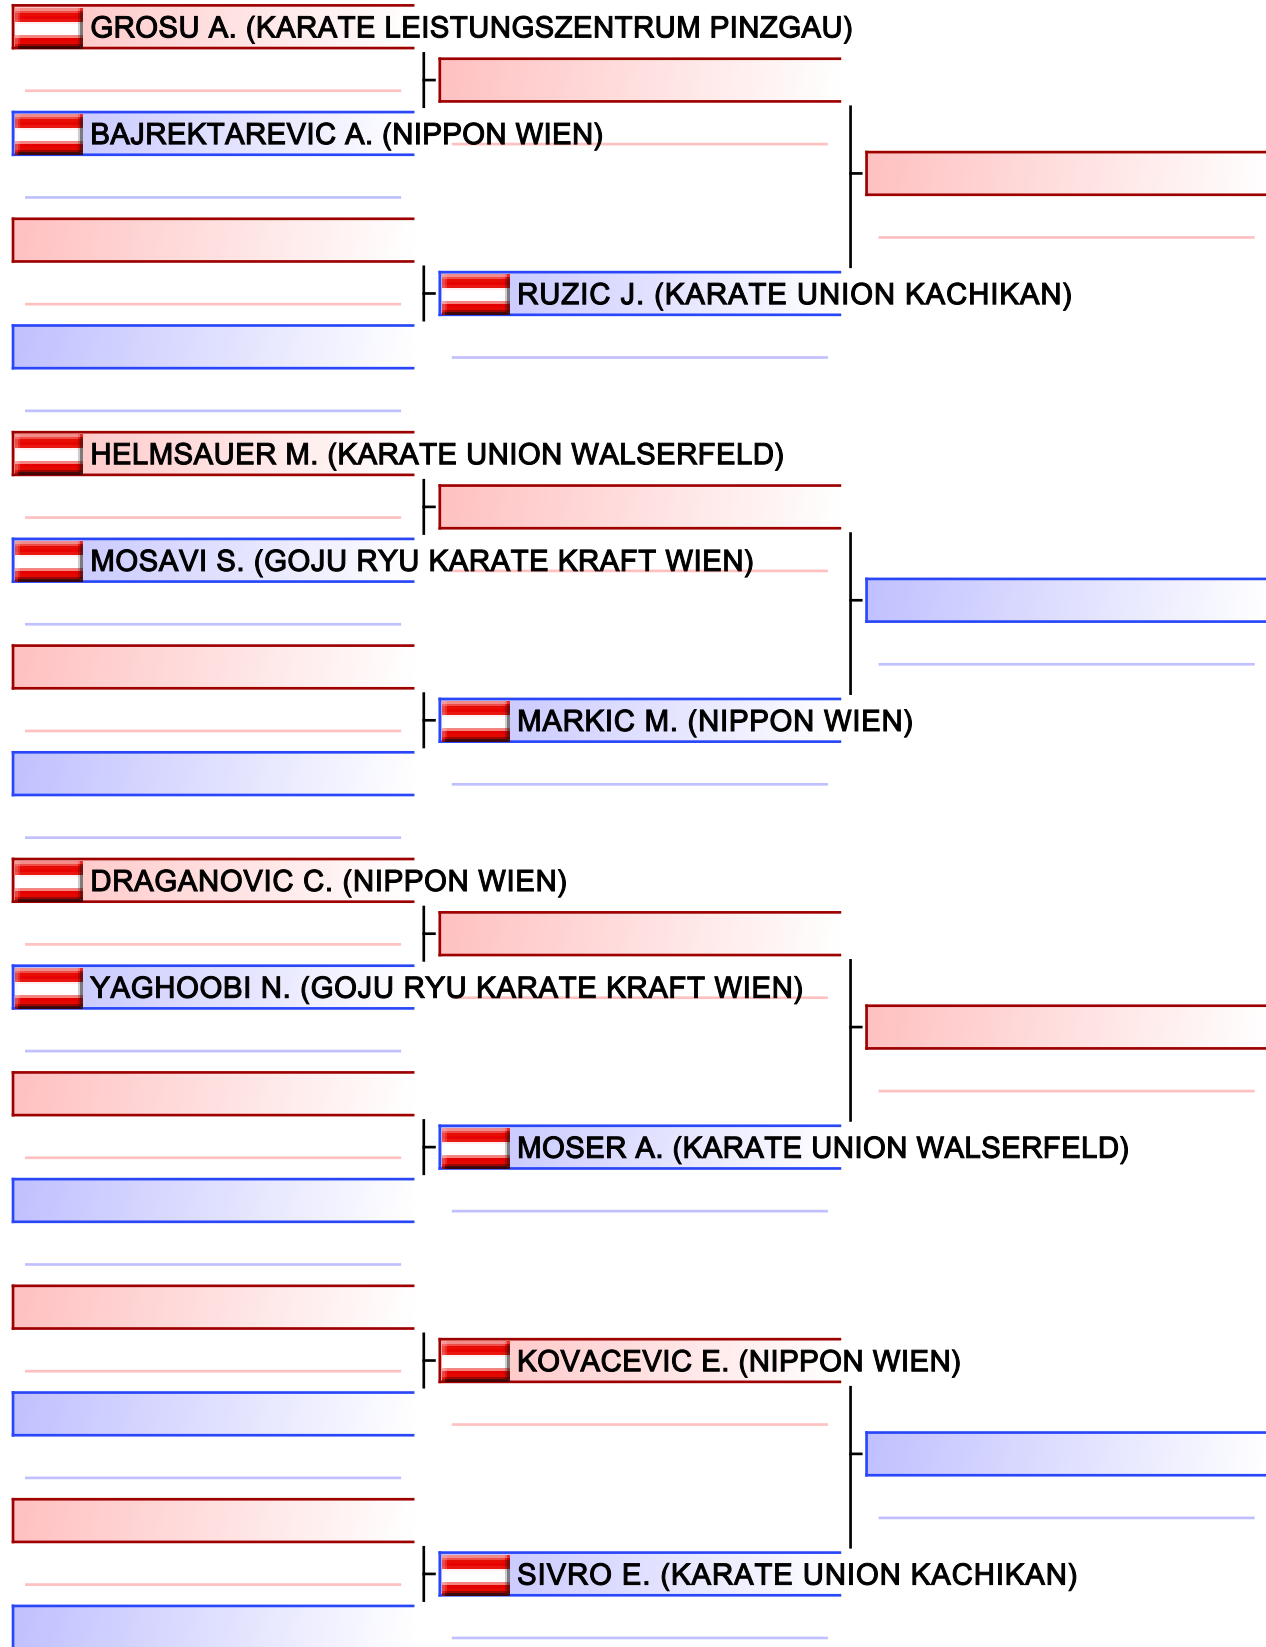 GROSU A. (KARATE LEISTUNGSZENTRUM PINZGAU)
BAJREKTAREVIC A. (NIPPON WIEN)
RUZIC J. (KARATE UNION KACHIKAN)
HELMSAUER M. (KARATE UNION WALSERFELD)
MOSAVI S. (GOJU RYU KARATE KRAFT WIEN)
MARKIC M. (NIPPON WIEN)
DRAGANOVIC C. (NIPPON WIEN)
YAGHOOBI N. (GOJU RYU KARATE KRAFT WIEN)
MOSER A. (KARATE UNION WALSERFELD)
KOVACEVIC E. (NIPPON WIEN)
SIVRO E. (KARATE UNION KACHIKAN)